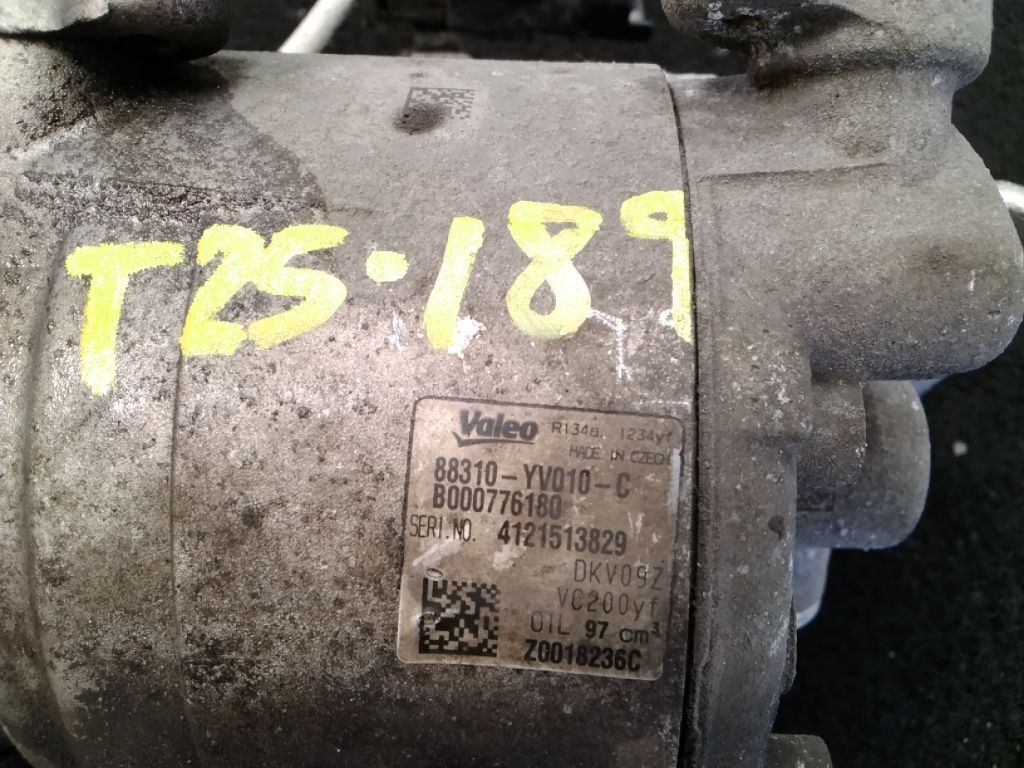 T25·189
Valeo R134a, 1234yf
MADE IN CZECH
88310-YV010-C
B000776180
SERI.NO. 4121513829
DKV09Z
VC200yf
OIL 97 cm³
Z0018236C